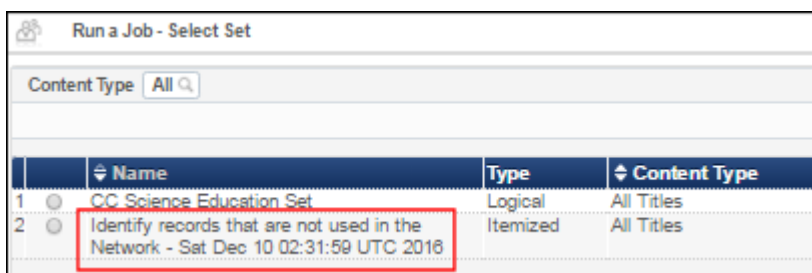 Run a Job - Select Set
Content Type All
Name Type Content Type
1 CC Science Education Set Logical All Titles
2 Identify records that are not used in the Itemized All Titles
Network - Sat Dec 10 02:31:59 UTC 2016